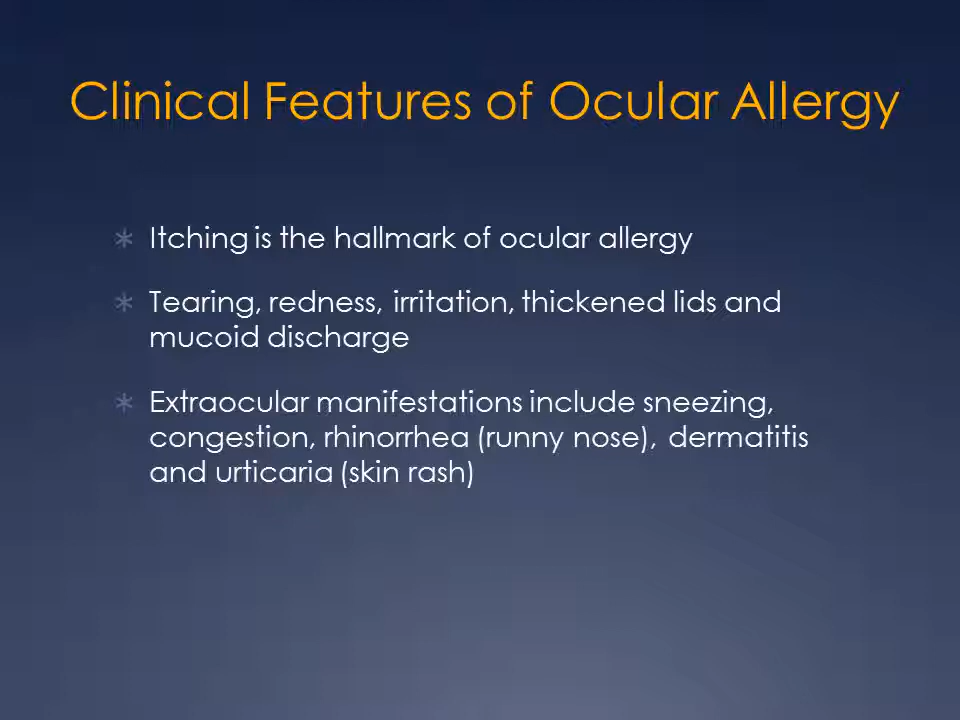 Clinical Features of Ocular Allergy
Itching is the hallmark of ocular allergy
Tearing, redness, irritation, thickened lids and
mucoid discharge
Extraocular manifestations include sneezing,
congestion, rhinorrhea (runny nose), dermatitis
and urticaria (skin rash)